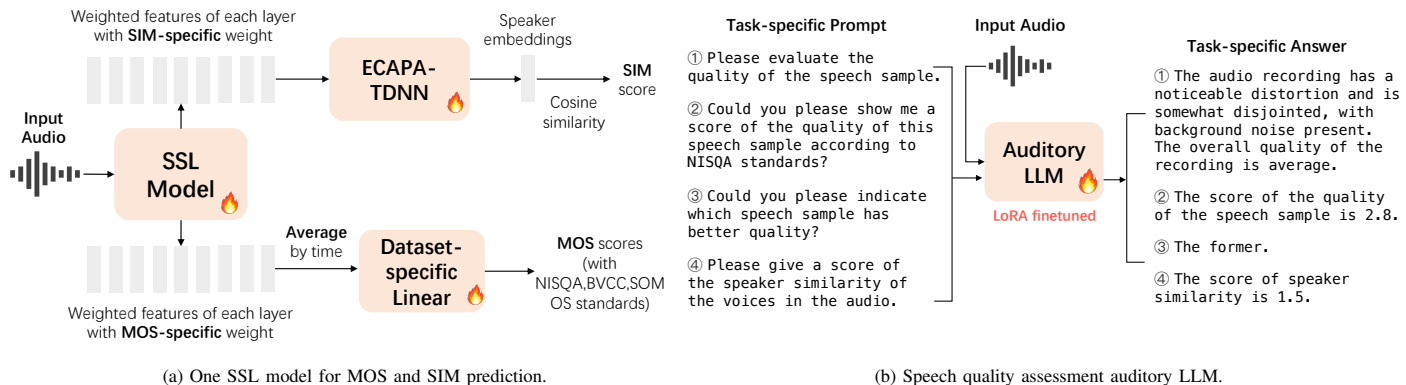 Weighted features of each layer
with SIM-specific weight
Input
Audio
SSL
Model
ECAPA-
TDNN
Speaker
embeddings
Cosine
similarity
SIM
score
Average
by time
Dataset-
specific
Linear
MOS scores
(with
NISQA,BVCC,SOM
OS standards)
Weighted features of each layer
with MOS-specific weight
(a) One SSL model for MOS and SIM prediction.
Task-specific Prompt
① Please evaluate the
quality of the speech sample.
② Could you please show me a
score of the quality of this
speech sample according to
NISQA standards?
③ Could you please indicate
which speech sample has
better quality?
④ Please give a score of
the speaker similarity of
the voices in the audio.
Input Audio
Auditory
LLM
LoRA finetuned
Task-specific Answer
① The audio recording has a
noticeable distortion and is
somewhat disjointed, with
background noise present.
The overall quality of the
recording is average.
② The score of the quality
of the speech sample is 2.8.
③ The former.
④ The score of speaker
similarity is 1.5.
(b) Speech quality assessment auditory LLM.